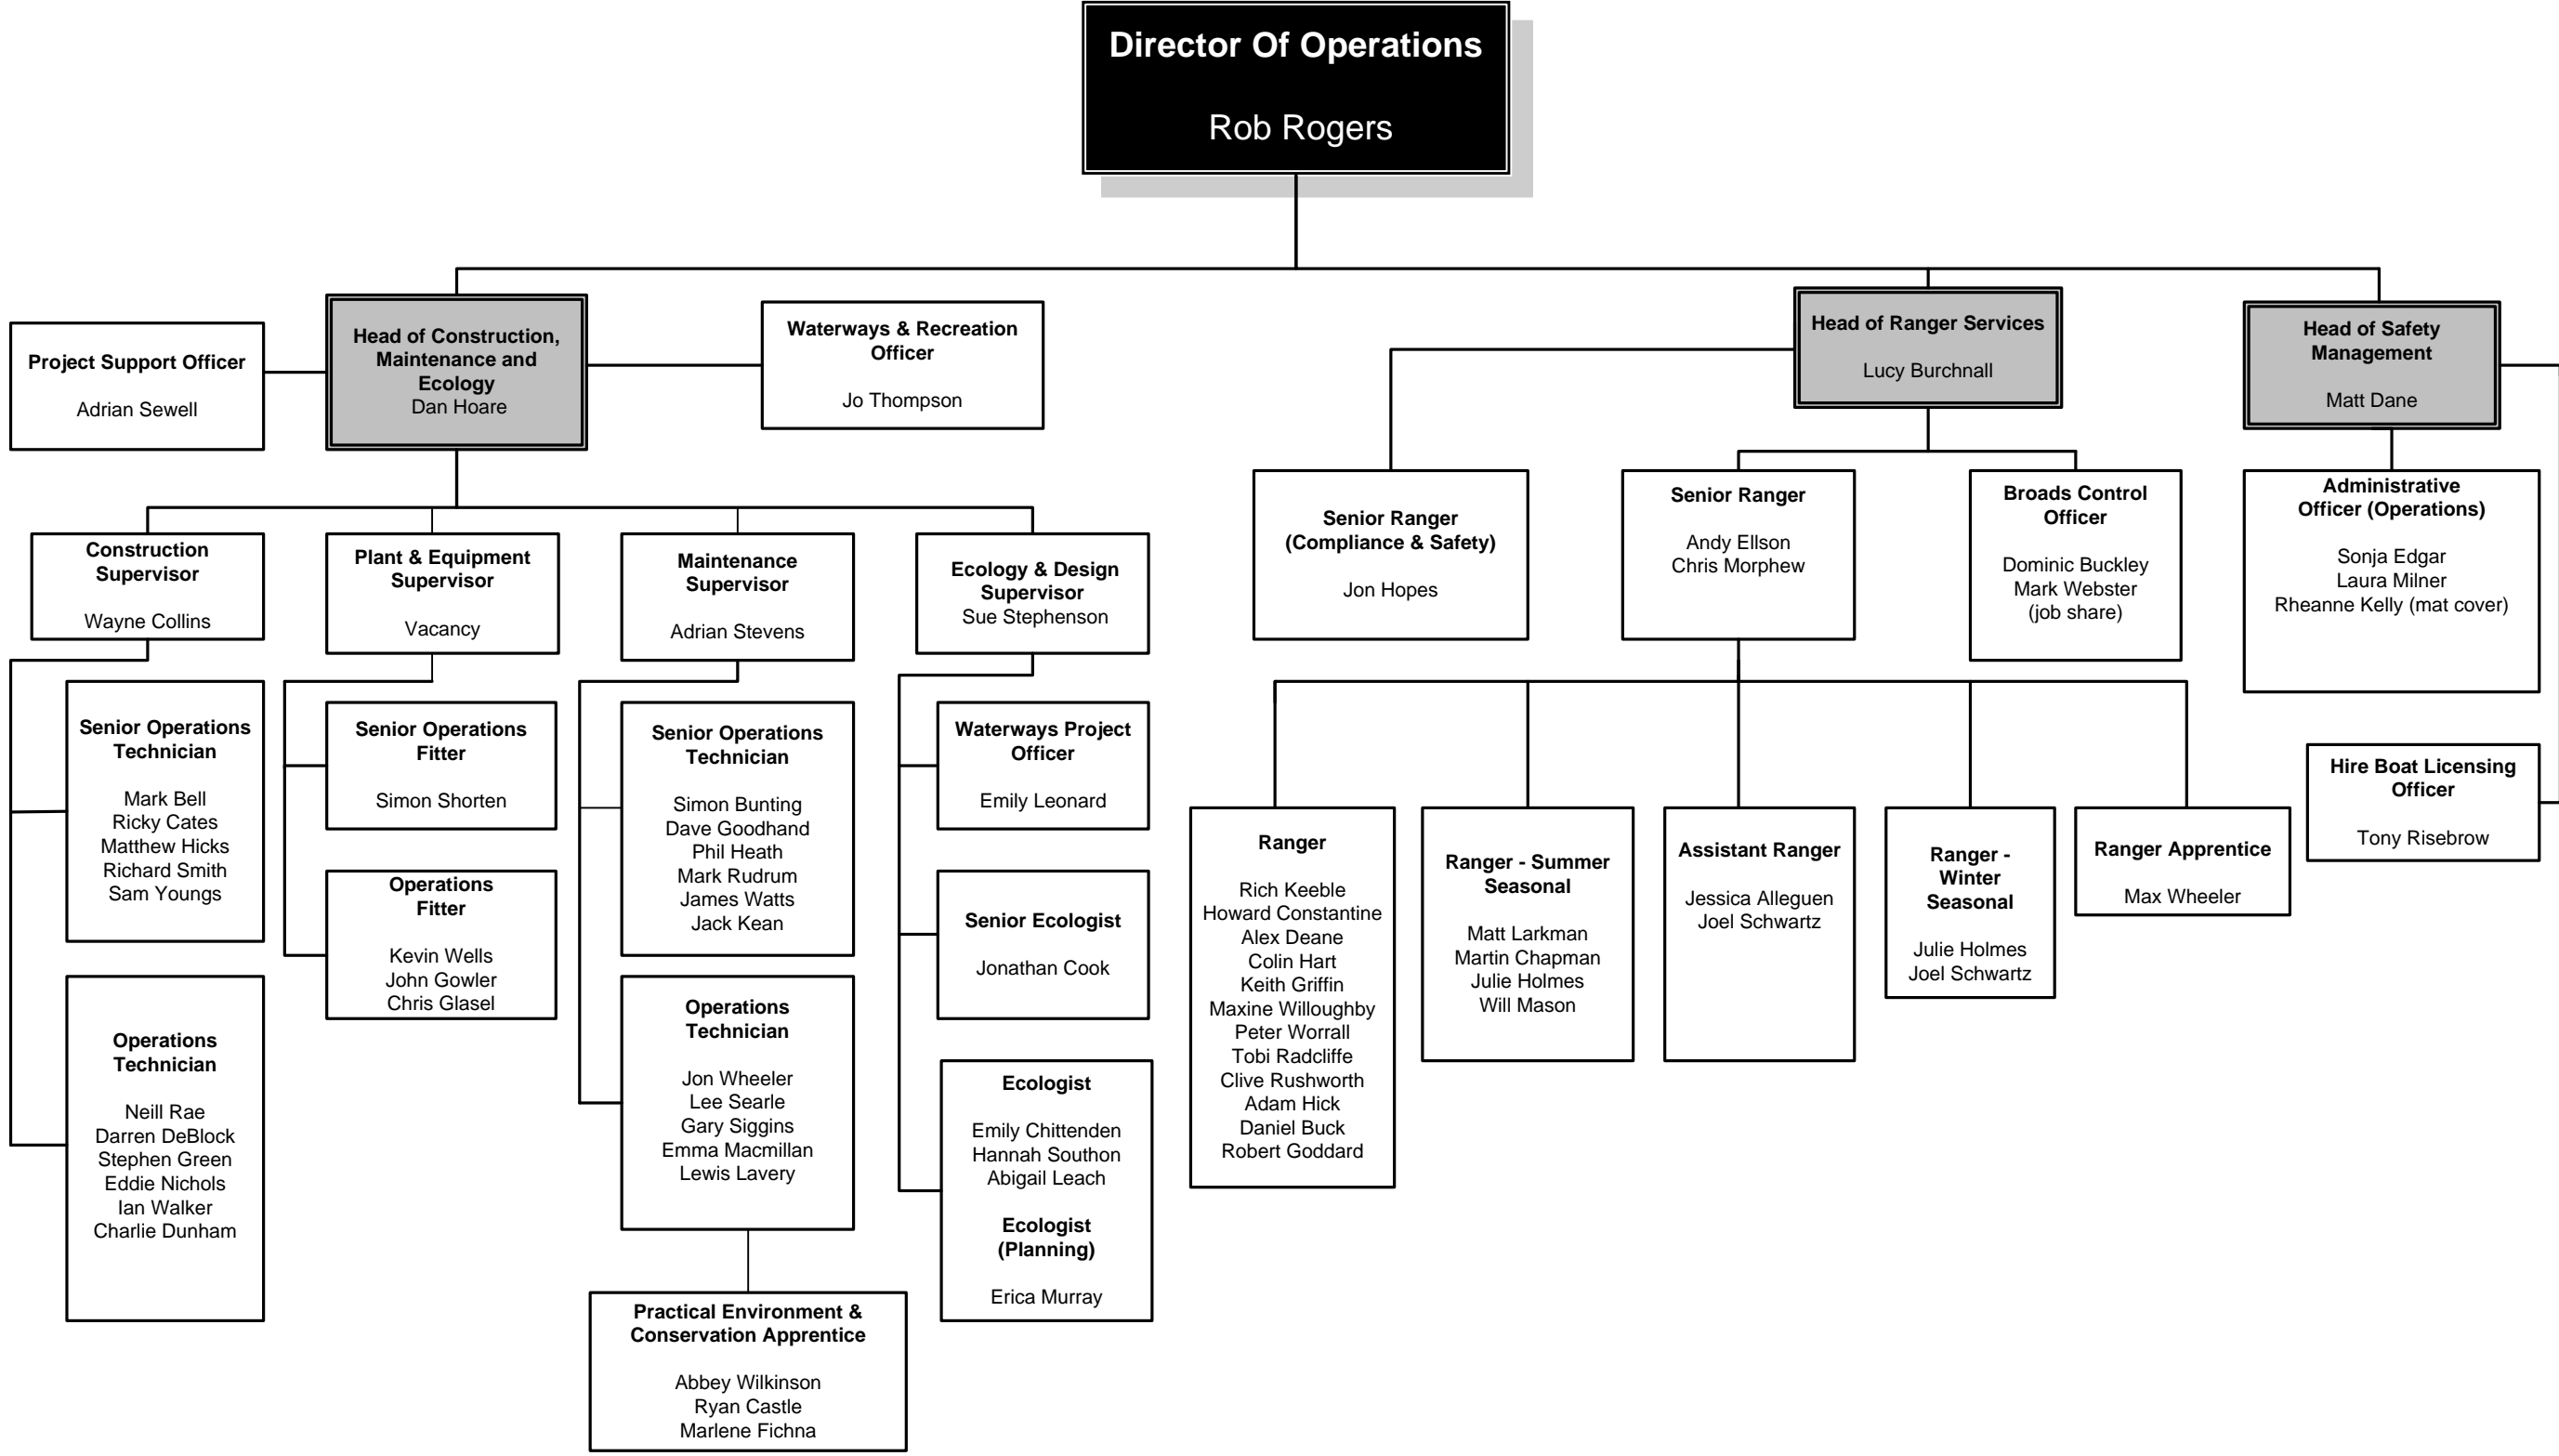 Director Of Operations
Rob Rogers
Project Support Officer
Adrian Sewell
Head of Construction,
Maintenance and
Ecology
Dan Hoare
Waterways & Recreation
Officer
Jo Thompson
Head of Ranger Services
Lucy Burchnall
Head of Safety
Management
Matt Dane
Construction
Supervisor
Wayne Collins
Plant & Equipment
Supervisor
Vacancy
Maintenance
Supervisor
Adrian Stevens
Ecology & Design
Supervisor
Sue Stephenson
Senior Ranger
(Compliance & Safety)
Jon Hopes
Senior Ranger
Andy Ellson
Chris Morphew
Broads Control
Officer
Dominic Buckley
Mark Webster
(job share)
Administrative
Officer (Operations)
Sonja Edgar
Laura Milner
Rheanne Kelly (mat cover)
Senior Operations
Technician
Mark Bell
Ricky Cates
Matthew Hicks
Richard Smith
Sam Youngs
Operations
Technician
Neill Rae
Darren DeBlock
Stephen Green
Eddie Nichols
Ian Walker
Charlie Dunham
Senior Operations
Fitter
Simon Shorten
Operations
Fitter
Kevin Wells
John Gowler
Chris Glasel
Senior Operations
Technician
Simon Bunting
Dave Goodhand
Phil Heath
Mark Rudrum
James Watts
Jack Kean
Operations
Technician
Jon Wheeler
Lee Searle
Gary Siggins
Emma Macmillan
Lewis Lavery
Practical Environment &
Conservation Apprentice
Abbey Wilkinson
Ryan Castle
Marlene Fichna
Waterways Project
Officer
Emily Leonard
Senior Ecologist
Jonathan Cook
Ecologist
Emily Chittenden
Hannah Southon
Abigail Leach
Ecologist
(Planning)
Erica Murray
Ranger
Rich Keeble
Howard Constantine
Alex Deane
Colin Hart
Keith Griffin
Maxine Willoughby
Peter Worrall
Tobi Radcliffe
Clive Rushworth
Adam Hick
Daniel Buck
Robert Goddard
Ranger - Summer
Seasonal
Matt Larkman
Martin Chapman
Julie Holmes
Will Mason
Assistant Ranger
Jessica Alleguen
Joel Schwartz
Ranger -
Winter
Seasonal
Julie Holmes
Joel Schwartz
Ranger Apprentice
Max Wheeler
Hire Boat Licensing
Officer
Tony Risebrow